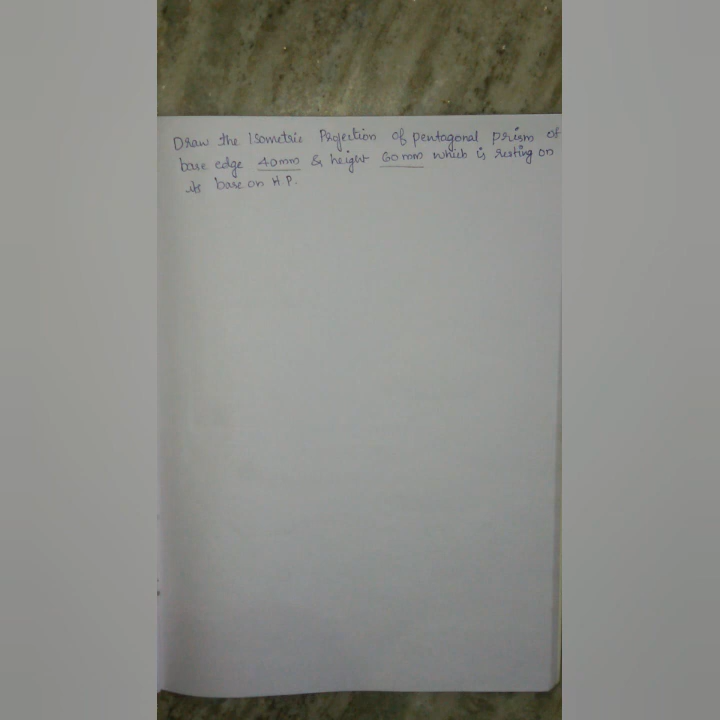 Draw the Isometric Projection of pentagonal prism of
base edge 40mm & height 60mm which is resting on
its base on H.P.